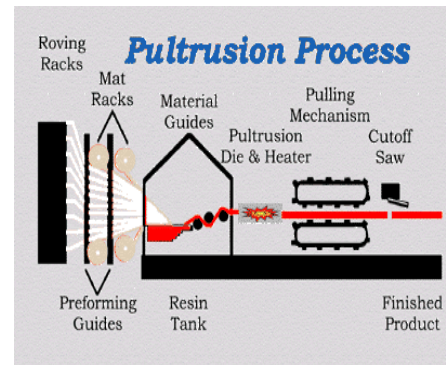 Pultrusion Process
Roving
Racks
Mat
Racks
Material
Guides
Pultrusion
Die & Heater
Pulling
Mechanism
Cutoff
Saw
Preforming
Guides
Resin
Tank
Finished
Product